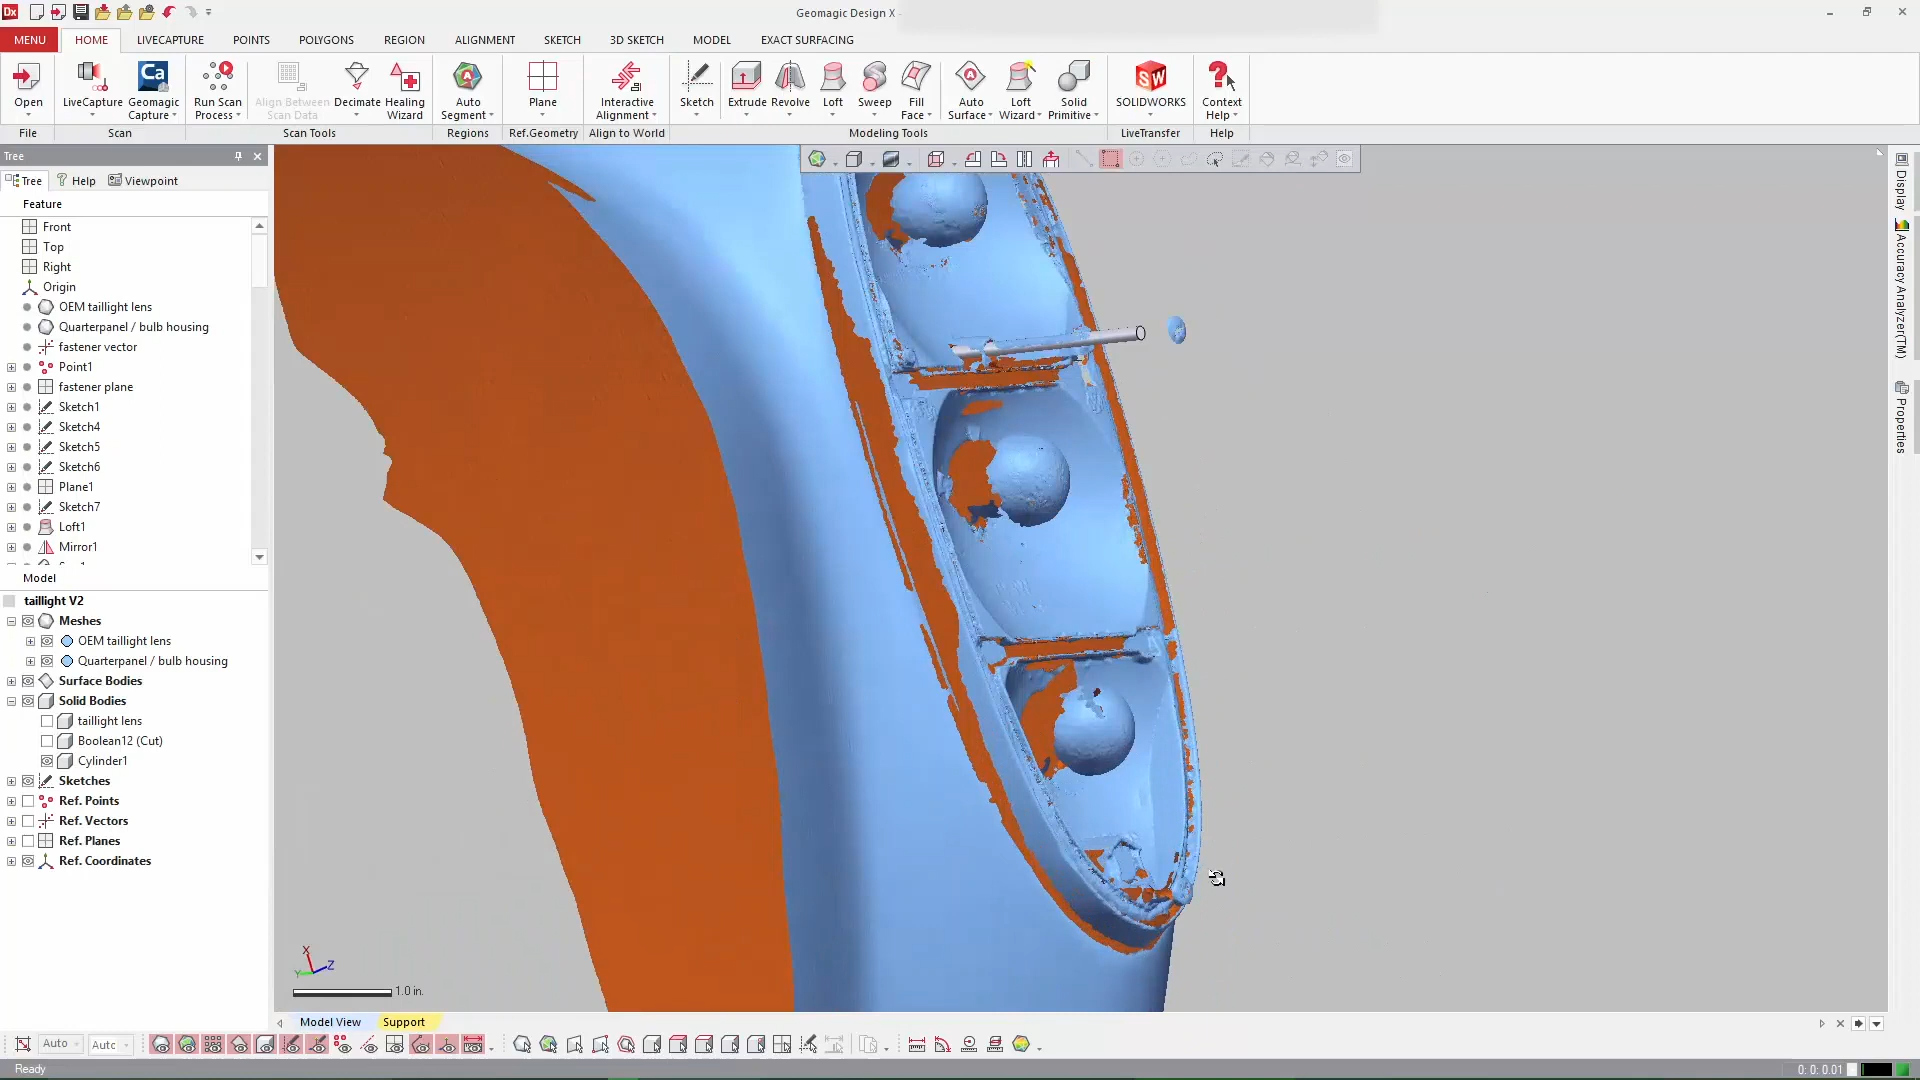 Dx
Geomagic Design X -
MENU
HOME
LIVECAPTURE
POINTS
POLYGONS
REGION
ALIGNMENT
SKETCH
3D SKETCH
MODEL
EXACT SURFACING
Open
LiveCapture
Geomagic Capture
Run Scan Process
Align Between Scan Data
Decimate
Healing Wizard
Auto Segment
Plane
Interactive Alignment
Sketch
Extrude
Revolve
Loft
Sweep
Fill Face
Auto Surface
Loft Wizard
Solid Primitive
SOLIDWORKS
Context Help
File
Scan
Scan Tools
Regions
Ref.Geometry
Align to World
Modeling Tools
LiveTransfer
Help
Tree
Tree
Help
Viewpoint
Feature
Front
Top
Right
Origin
OEM taillight lens
Quarterpanel / bulb housing
fastener vector
Point1
fastener plane
Sketch1
Sketch4
Sketch5
Sketch6
Plane1
Sketch7
Loft1
Mirror1
Model
taillight V2
Meshes
OEM taillight lens
Quarterpanel / bulb housing
Surface Bodies
Solid Bodies
taillight lens
Boolean12 (Cut)
Cylinder1
Sketches
Ref. Points
Ref. Vectors
Ref. Planes
Ref. Coordinates
X
Y
Z
1.0 in.
Display
Accuracy Analyzer(TM)
Properties
Model View
Support
Auto
Autc
Ready
0: 0: 0.01